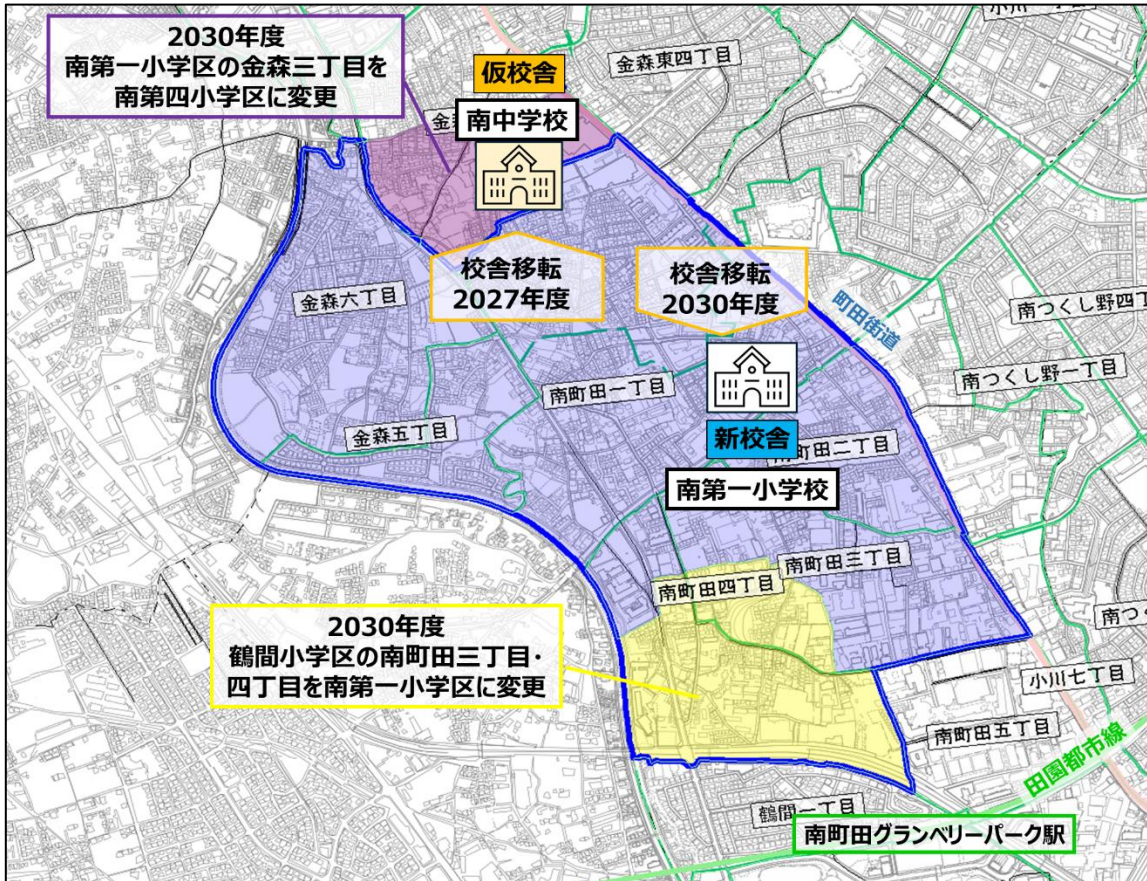 小川
2030年度
南第一小学区の金森三丁目を
南第四小学区に変更
仮校舎
金森東四丁目
南中学校
校舎移転
2027年度
校舎移転
2030年度
金森六丁目
町田街道
南つくし野四丁
南つくし野一丁目
南町田一丁目
金森五丁目
新校舎
南町田二丁目
南第一小学校
南町田四丁目
南町田三丁目
2030年度
鶴間小学区の南町田三丁目・
四丁目を南第一小学区に変更
南つ
小川七丁目
南町田五丁目
田園都市線
鶴間一丁目
南町田グランベリーパーク駅